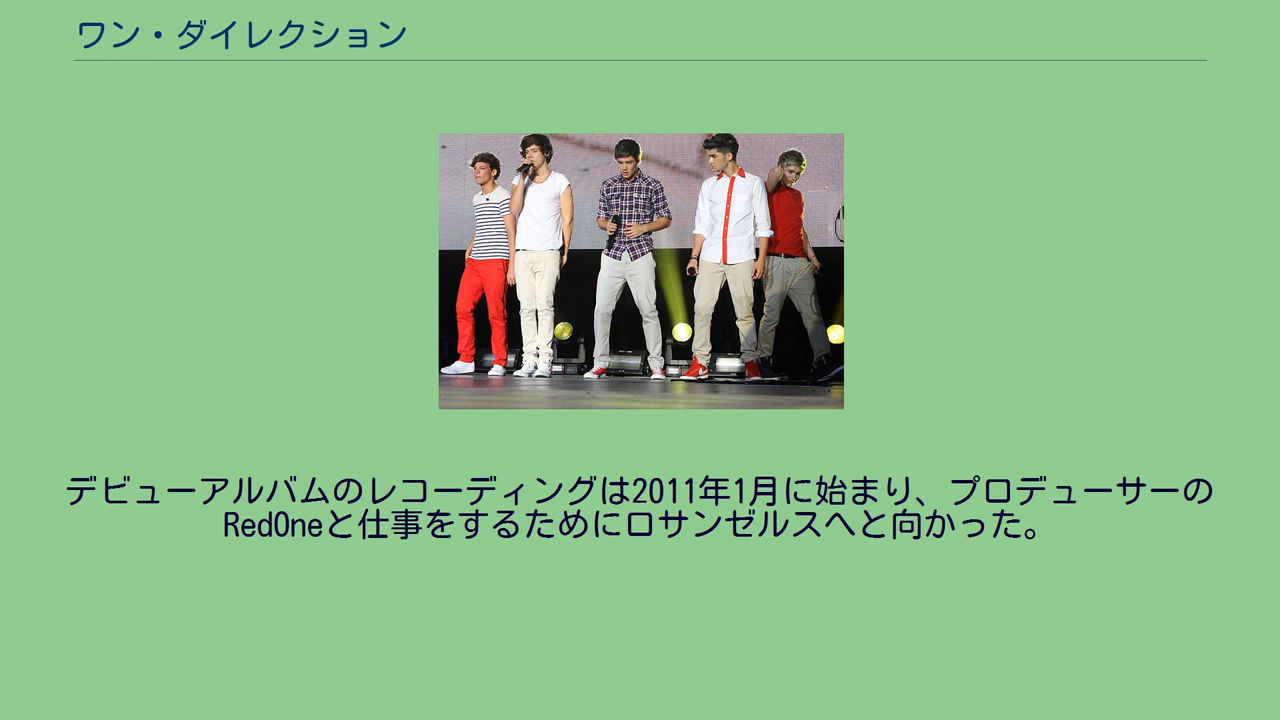 ワン・ダイレクション
デビューアルバムのレコーディングは2011年1月に始まり、プロデューサーの
RedOneと仕事をするためにロサンゼルスへと向かった。